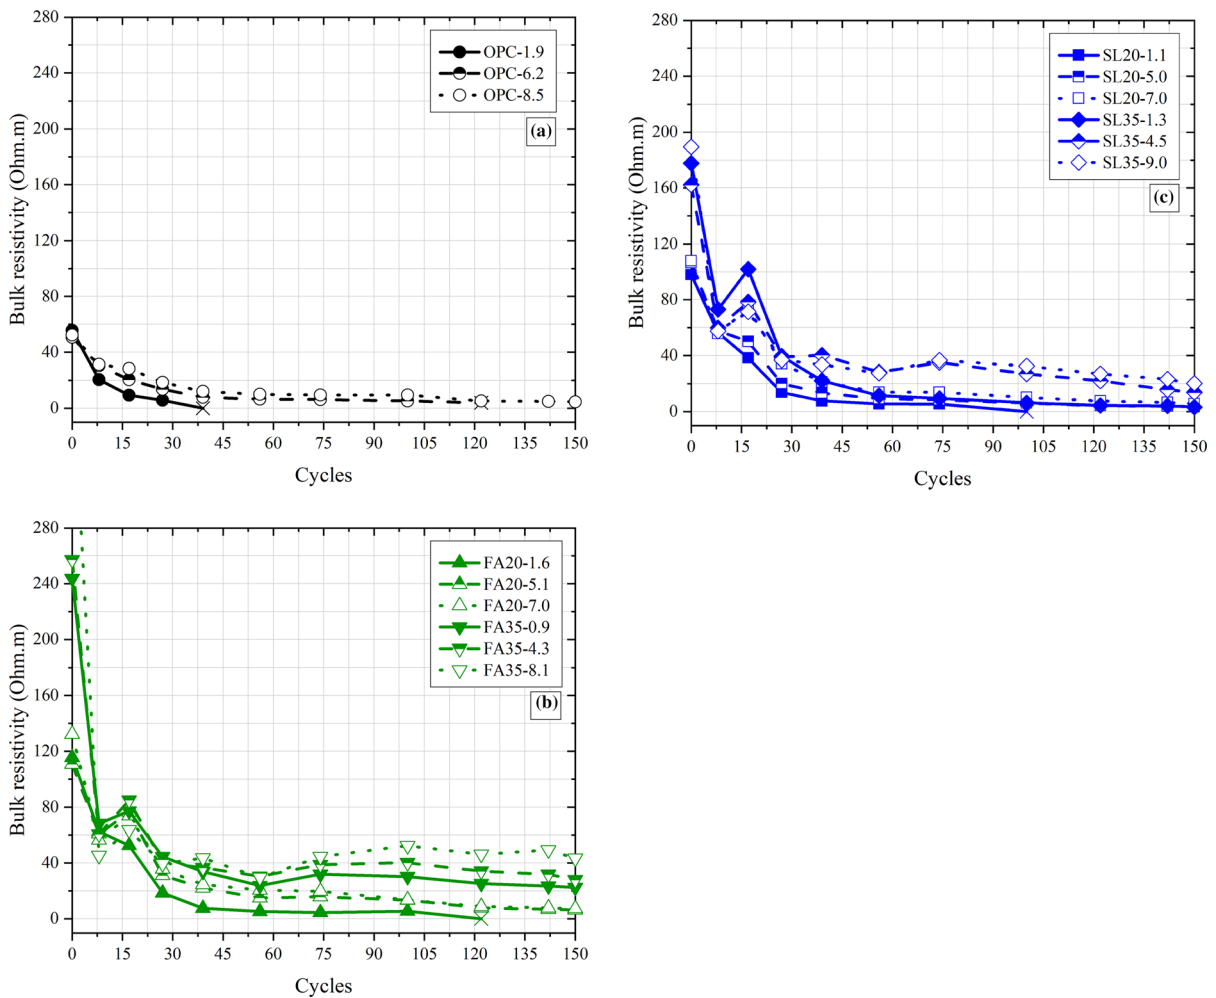 280
240
200
160
120
80
40
0
Bulk resistivity (Ohm.m)
OPC-1.9
OPC-6.2
OPC-8.5
(a)
0 15 30 45 60 75 90 105 120 135 150
Cycles
280
240
200
160
120
80
40
0
Bulk resistivity (Ohm.m)
SL20-1.1
SL20-5.0
SL20-7.0
SL35-1.3
SL35-4.5
SL35-9.0
(c)
0 15 30 45 60 75 90 105 120 135 150
Cycles
280
240
200
160
120
80
40
0
Bulk resistivity (Ohm.m)
FA20-1.6
FA20-5.1
FA20-7.0
FA35-0.9
FA35-4.3
FA35-8.1
(b)
0 15 30 45 60 75 90 105 120 135 150
Cycles